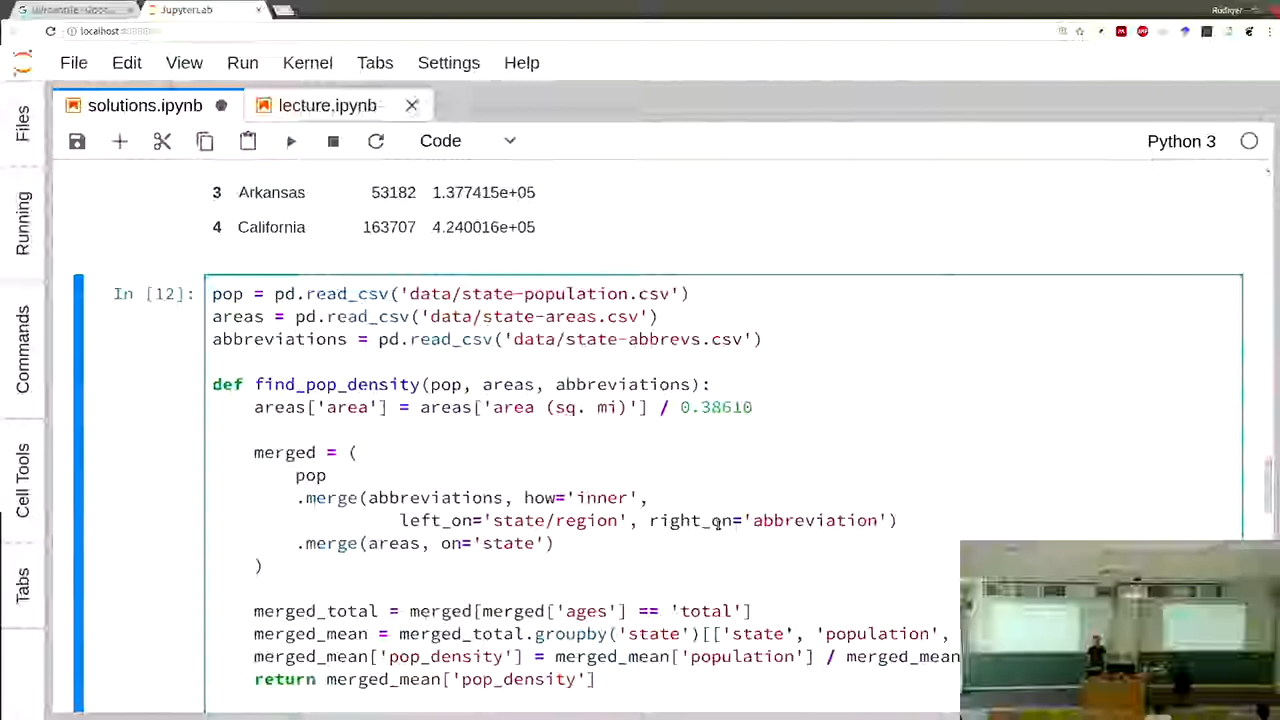 JupyterLab
Rüdiger
localhost
File Edit View Run Kernel Tabs Settings Help
solutions.ipynb lecture.ipynb
Code
Python 3
Files
Running
Commands
Cell Tools
Tabs
3 Arkansas 53182 1.377415e+05
4 California 163707 4.240016e+05
In [12]:
pop = pd.read_csv('data/state-population.csv')
areas = pd.read_csv('data/state-areas.csv')
abbreviations = pd.read_csv('data/state-abbrevs.csv')
def find_pop_density(pop, areas, abbreviations):
areas['area'] = areas['area (sq. mi)'] / 0.38610
merged = (
pop
.merge(abbreviations, how='inner',
left_on='state/region', right_on='abbreviation')
.merge(areas, on='state')
)
merged_total = merged[merged['ages'] == 'total']
merged_mean = merged_total.groupby('state')[['state', 'population',
merged_mean['pop_density'] = merged_mean['population'] / merged_mean
return merged_mean['pop_density']